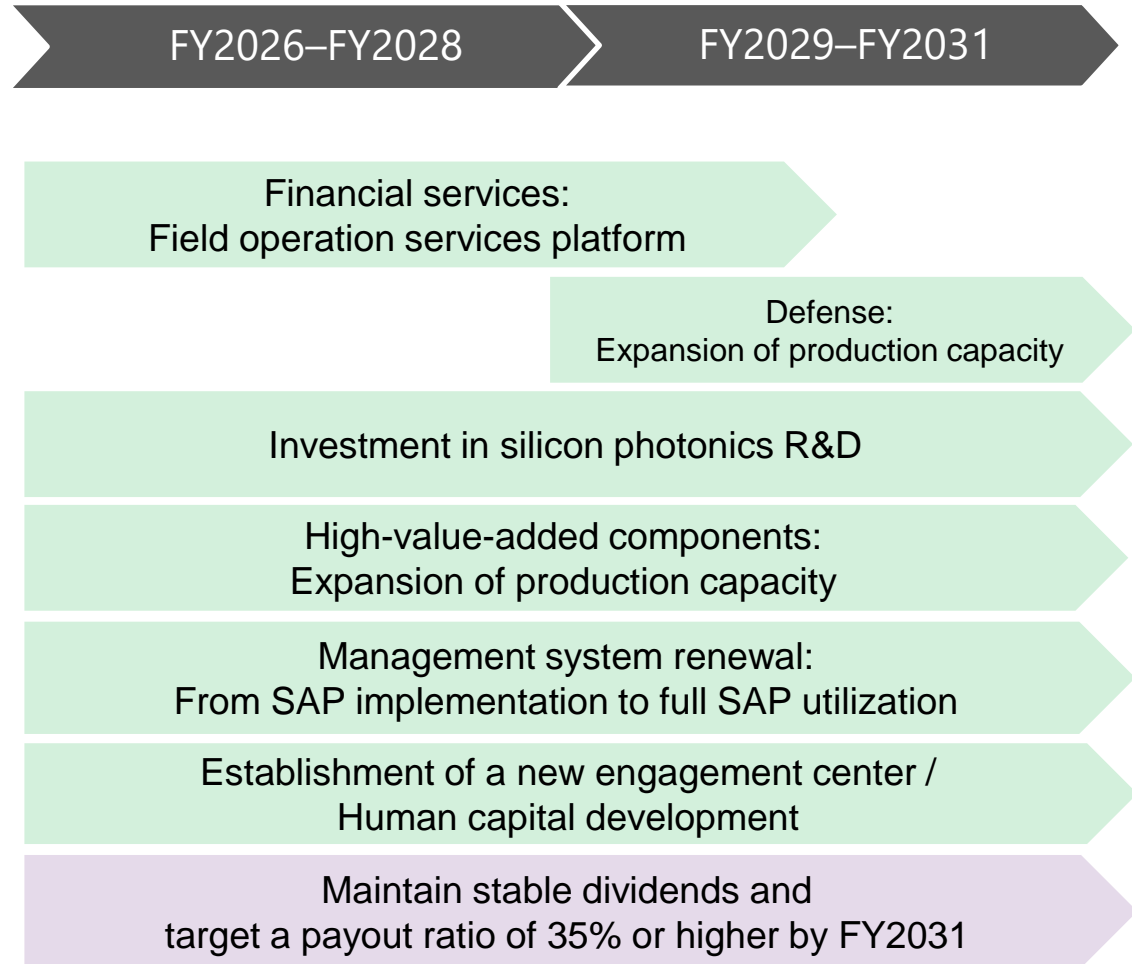 FY2026–FY2028
FY2029–FY2031
Financial services:
Field operation services platform
Defense:
Expansion of production capacity
Investment in silicon photonics R&D
High-value-added components:
Expansion of production capacity
Management system renewal:
From SAP implementation to full SAP utilization
Establishment of a new engagement center /
Human capital development
Maintain stable dividends and
target a payout ratio of 35% or higher by FY2031